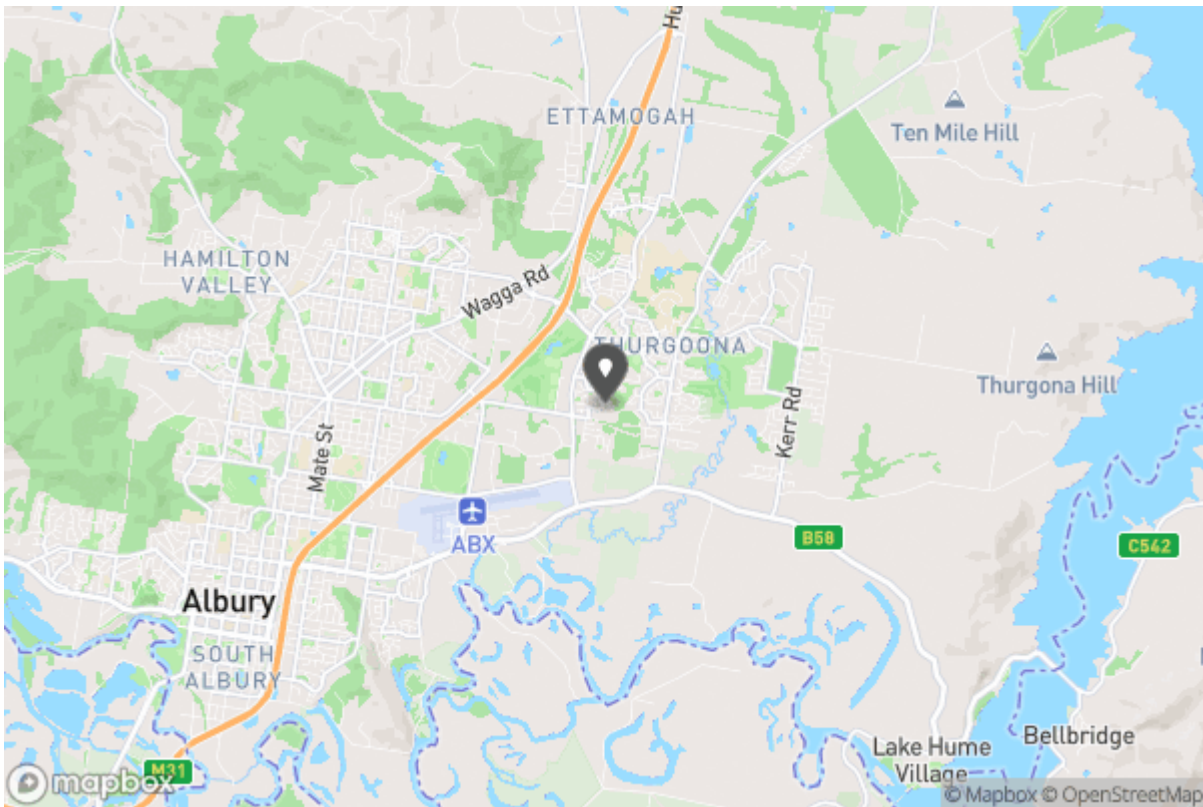 Hu
ETTAMOGAH
Ten Mile Hill
HAMILTON
VALLEY
Wagga Rd
THURGOONA
Thurgona Hill
Kerr Rd
Mate St
ABX
B58
C542
Albury
SOUTH
ALBURY
Lake Hume
Village
Bellbridge
M31
mapbox
© Mapbox © OpenStreetMap